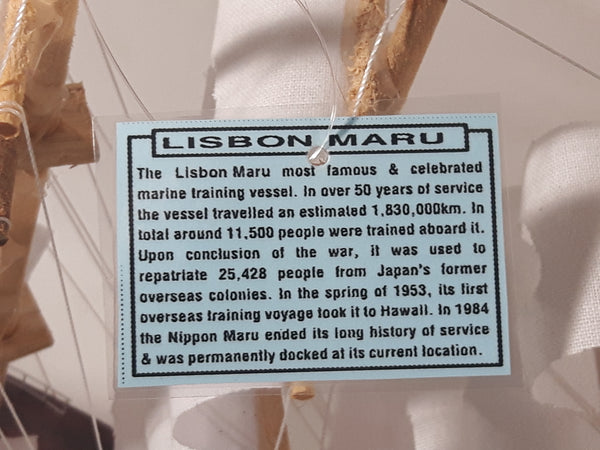 LISBON MARU
The Lisbon Maru most famous & celebrated
marine training vessel. In over 50 years of service
the vessel travelled an estimated 1,830,000km. In
total around 11,500 people were trained aboard it.
Upon conclusion of the war, it was used to
repatriate 25,428 people from Japan's former
overseas colonies. In the spring of 1953, its first
overseas training voyage took it to Hawaii. In 1984
the Nippon Maru ended its long history of service
& was permanently docked at its current location.